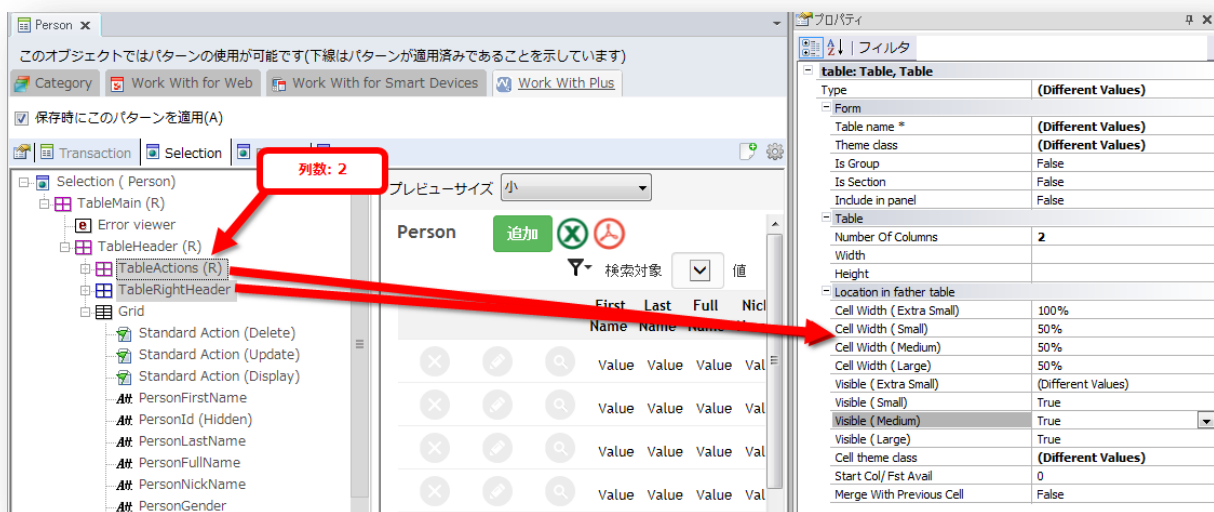 Person
このオブジェクトではパターンの使用が可能です(下線はパターンが適用済みであることを示しています)
Category Work With for Web Work With for Smart Devices Work With Plus
保存時にこのパターンを適用(A)
Transaction Selection
列数: 2
Selection ( Person)
TableMain (R)
Error viewer
TableHeader (R)
TableActions (R)
TableRightHeader
Grid
Standard Action (Delete)
Standard Action (Update)
Standard Action (Display)
PersonFirstName
PersonId (Hidden)
PersonLastName
PersonFullName
PersonNickName
PersonGender
プレビューサイズ 小
Person 追加
検索対象 値
First Last Full Nicl
Name Name Name
Value Value Value Val
Value Value Value Val
Value Value Value Val
Value Value Value Val
プロパティ
フィルタ
table: Table, Table
Type (Different Values)
Form
Table name * (Different Values)
Theme class (Different Values)
Is Group False
Is Section False
Include in panel False
Table
Number Of Columns 2
Width
Height
Location in father table
Cell Width ( Extra Small) 100%
Cell Width ( Small) 50%
Cell Width ( Medium) 50%
Cell Width ( Large) 50%
Visible ( Extra Small) (Different Values)
Visible ( Small) True
Visible ( Medium) True
Visible ( Large) True
Cell theme class (Different Values)
Start Col/ Fst Avail 0
Merge With Previous Cell False